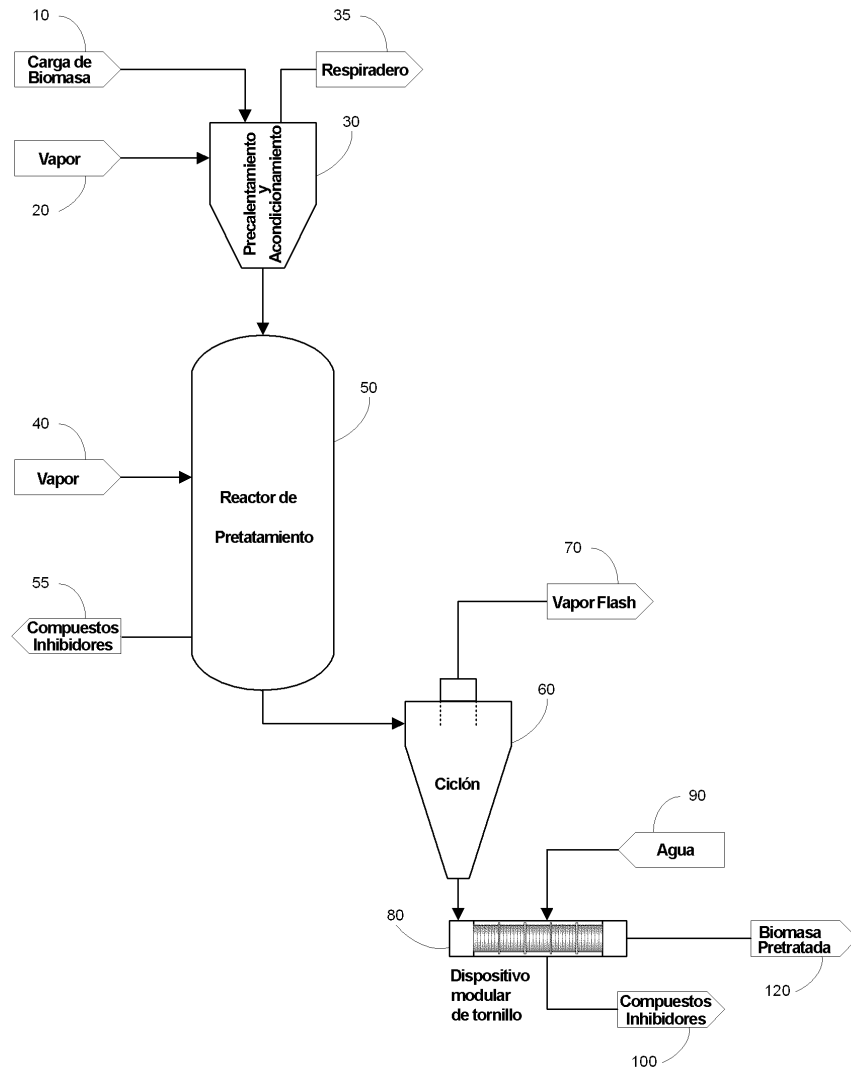 10
35
Carga de
Biomasa
Respiradero
30
Vapor
20
Precalentamiento
y
Acondicionamiento
50
40
Vapor
Reactor de
Pretatamiento
55
Compuestos
Inhibidores
70
Vapor Flash
60
Ciclón
90
Agua
80
Biomasa
Pretratada
120
Dispositivo
modular
de tornillo
Compuestos
Inhibidores
100